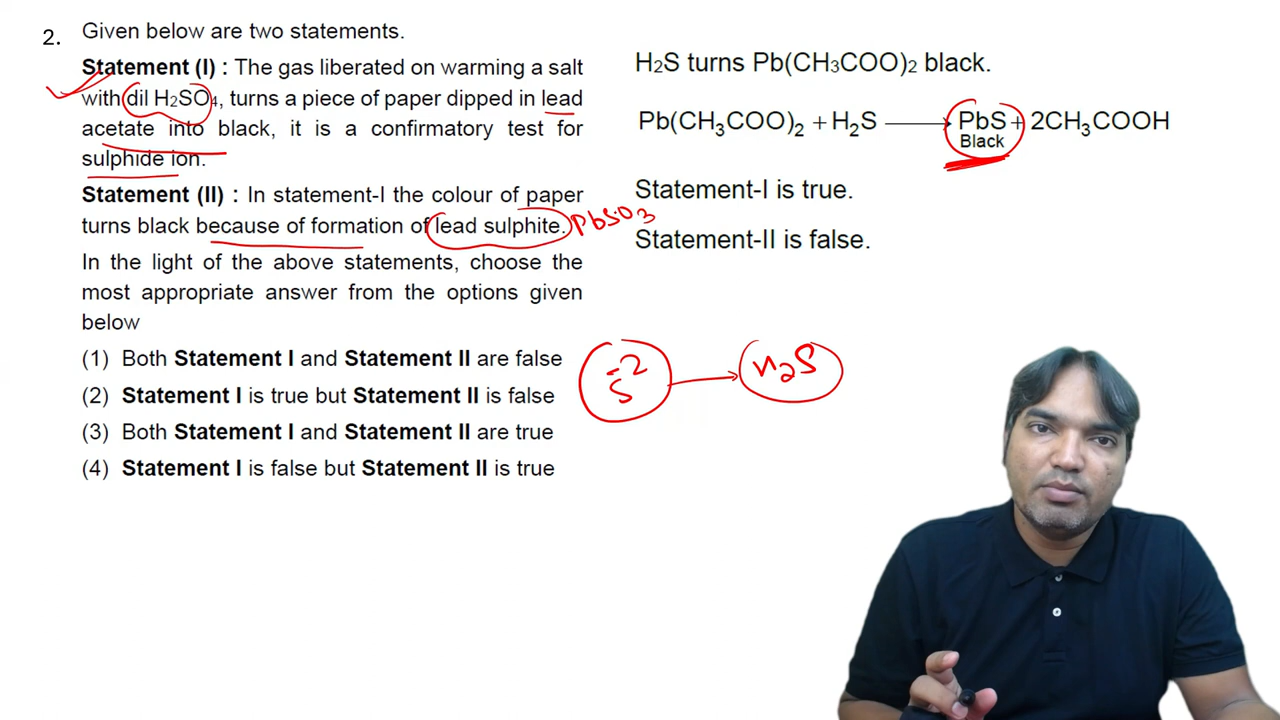 2. Given below are two statements.
Statement (I) : The gas liberated on warming a salt
with dil H₂SO₄, turns a piece of paper dipped in lead
acetate into black, it is a confirmatory test for
sulphide ion.
Statement (II) : In statement-I the colour of paper
turns black because of formation of lead sulphite. PbSO₃
In the light of the above statements, choose the
most appropriate answer from the options given
below
(1) Both Statement I and Statement II are false
(2) Statement I is true but Statement II is false
(3) Both Statement I and Statement II are true
(4) Statement I is false but Statement II is true
H₂S turns Pb(CH₃COO)₂ black.
Pb(CH₃COO)₂ + H₂S ⟶ PbS + 2CH₃COOH
Black
Statement-I is true.
Statement-II is false.
S⁻² → H₂S